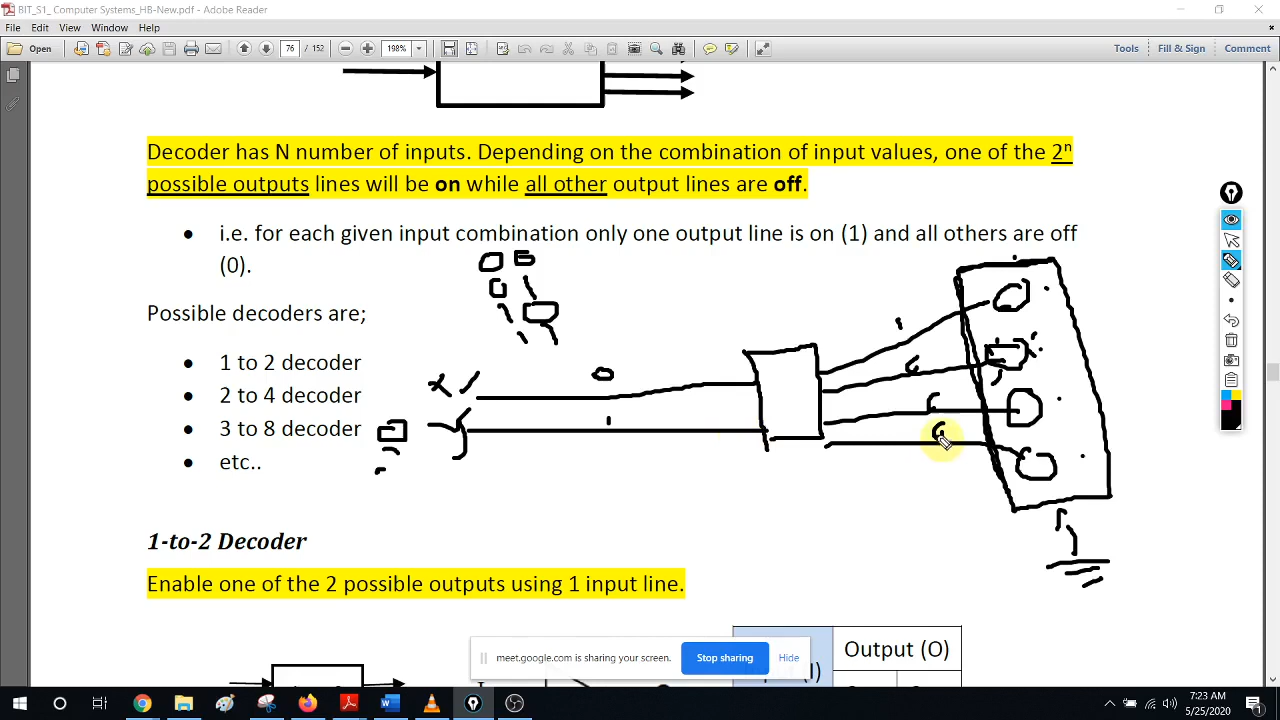 BIT_S1_ Computer Systems_HB-New.pdf - Adobe Reader
File Edit View Window Help
Open 76 / 152 198% Tools Fill & Sign Comment
Decoder has N number of inputs. Depending on the combination of input values, one of the 2ⁿ
possible outputs lines will be on while all other output lines are off.
• i.e. for each given input combination only one output line is on (1) and all others are off
(0).
Possible decoders are;
• 1 to 2 decoder
• 2 to 4 decoder
• 3 to 8 decoder
• etc..
x
0
y
1
1-to-2 Decoder
Enable one of the 2 possible outputs using 1 input line.
Output (O)
meet.google.com is sharing your screen. Stop sharing Hide
7:23 AM
5/25/2020